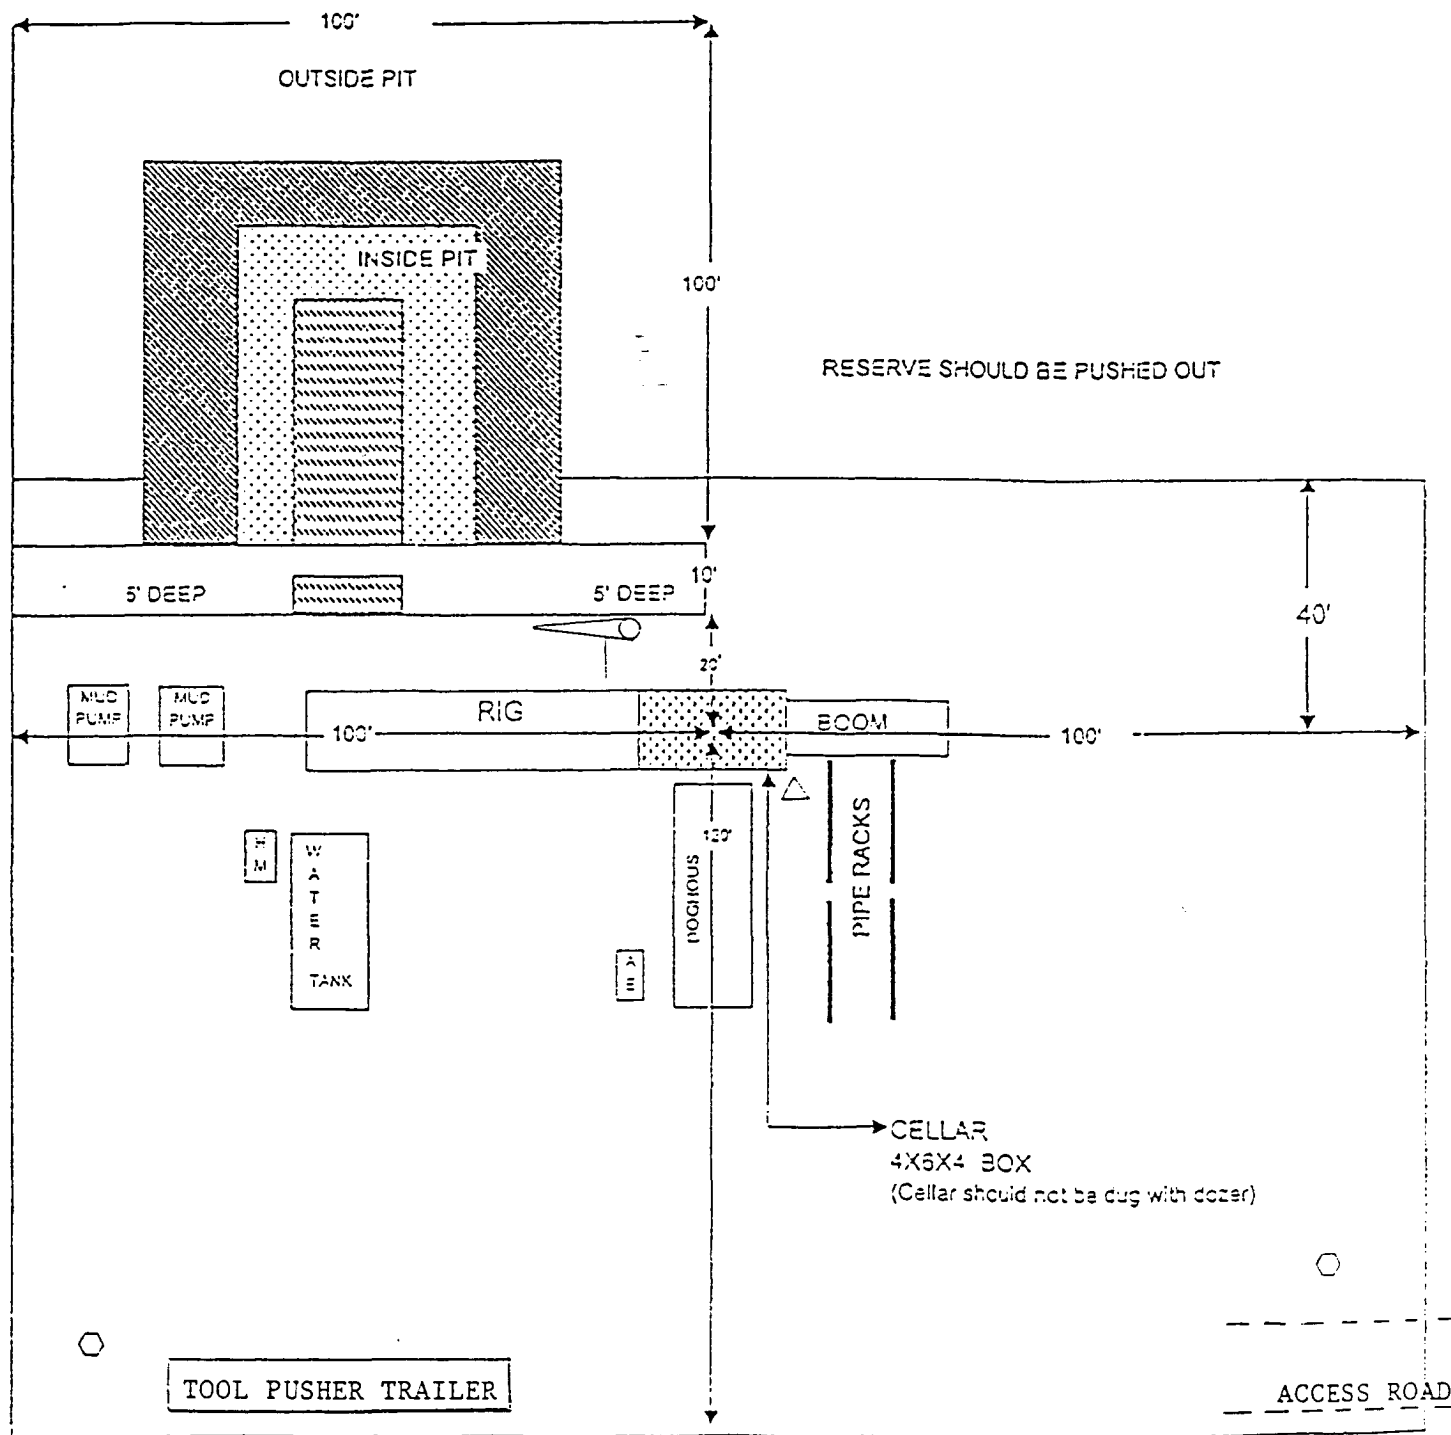 100'
OUTSIDE PIT
INSIDE PIT
100'
RESERVE SHOULD BE PUSHED OUT
10'
5' DEEP
5' DEEP
40'
20'
MUD
PUMP
MUD
PUMP
RIG
BOOM
100'
100'
PIPE RACKS
120'
DOGHOUS
M
WATER
TANK
A
CELLAR
4X6X4 BOX
(Cellar should not be dug with dozer)
TOOL PUSHER TRAILER
ACCESS ROAD